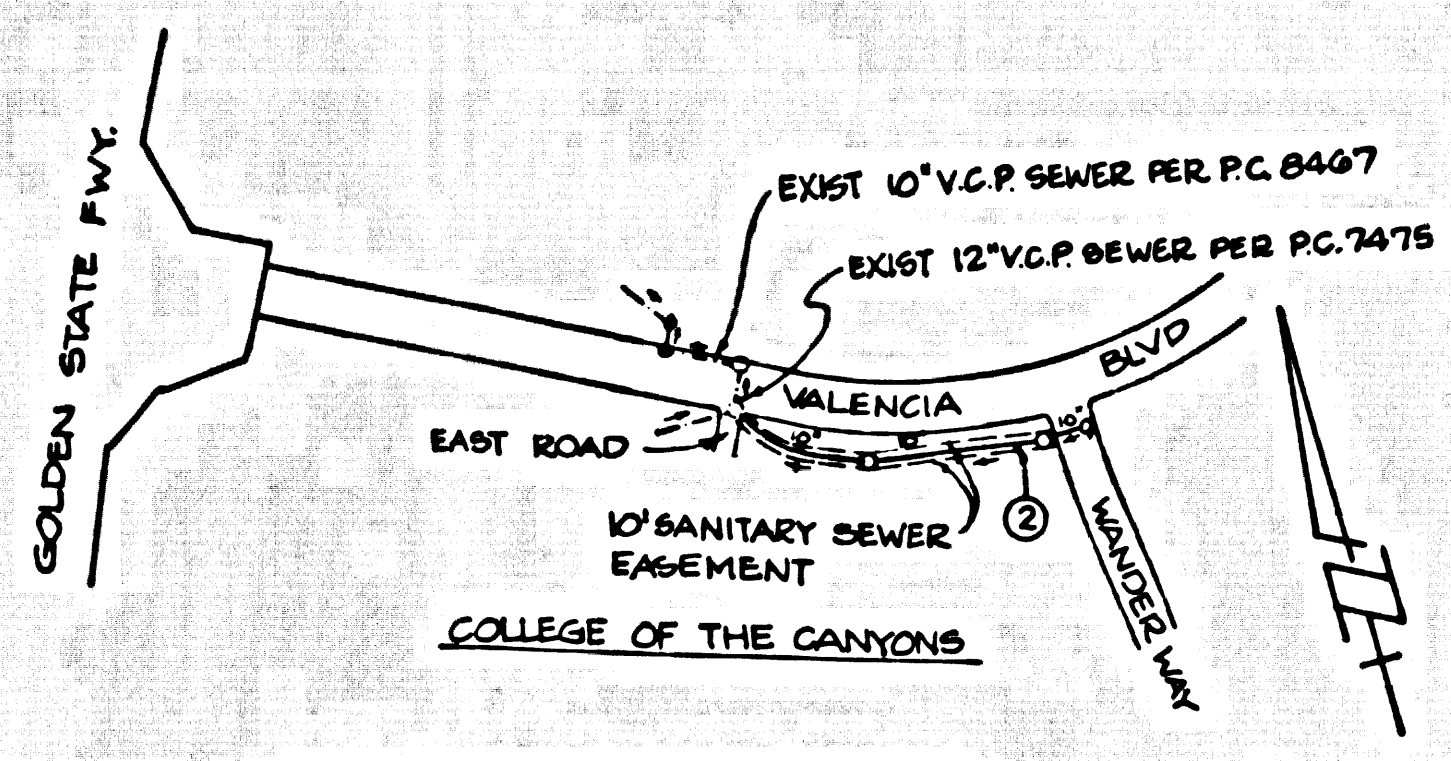 GOLDEN STATE FWY.
EXIST 10" V.C.P. SEWER PER P.C. 8467
EXIST 12" V.C.P. SEWER PER P.C. 7475
VALENCIA BLVD
EAST ROAD
10"
10"
10' SANITARY SEWER
EASEMENT
2
WANDER WAY
COLLEGE OF THE CANYONS